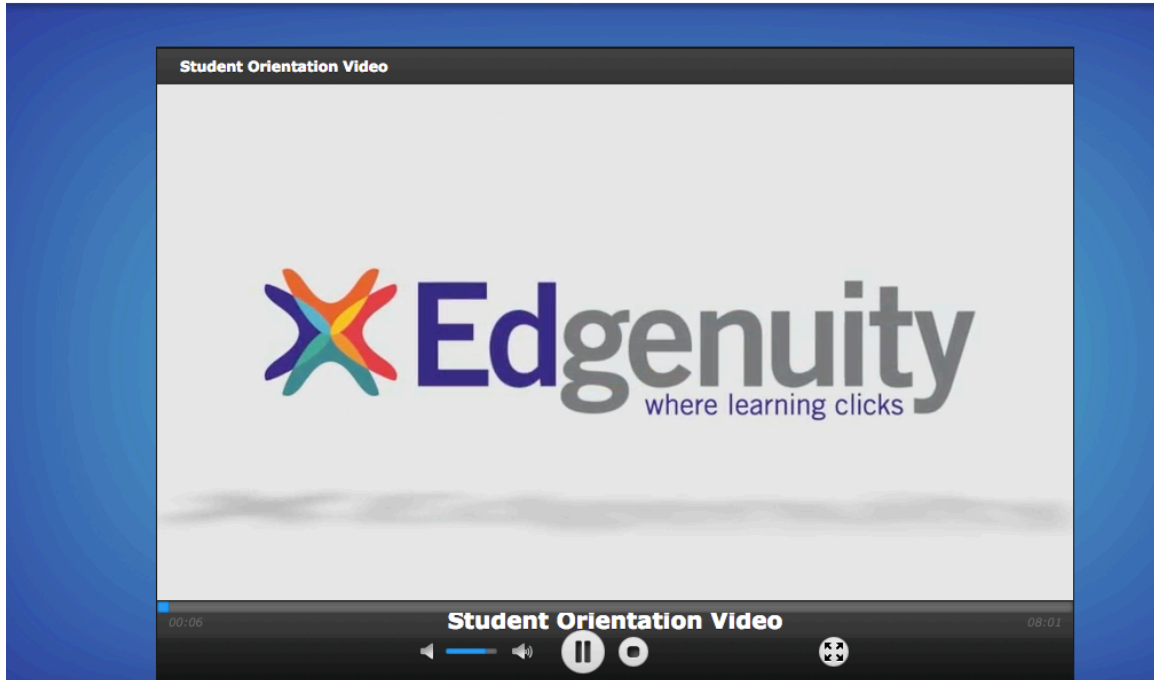 Student Orientation Video
Edgenuity
where learning clicks
Student Orientation Video
00:06
08:01